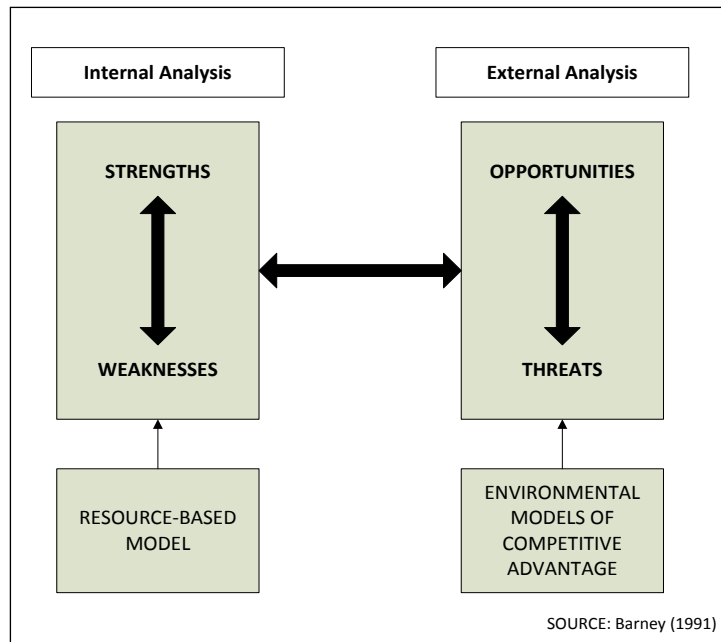 Internal Analysis
External Analysis
STRENGTHS
WEAKNESSES
OPPORTUNITIES
THREATS
RESOURCE-BASED
MODEL
ENVIRONMENTAL
MODELS OF
COMPETITIVE
ADVANTAGE
SOURCE: Barney (1991)